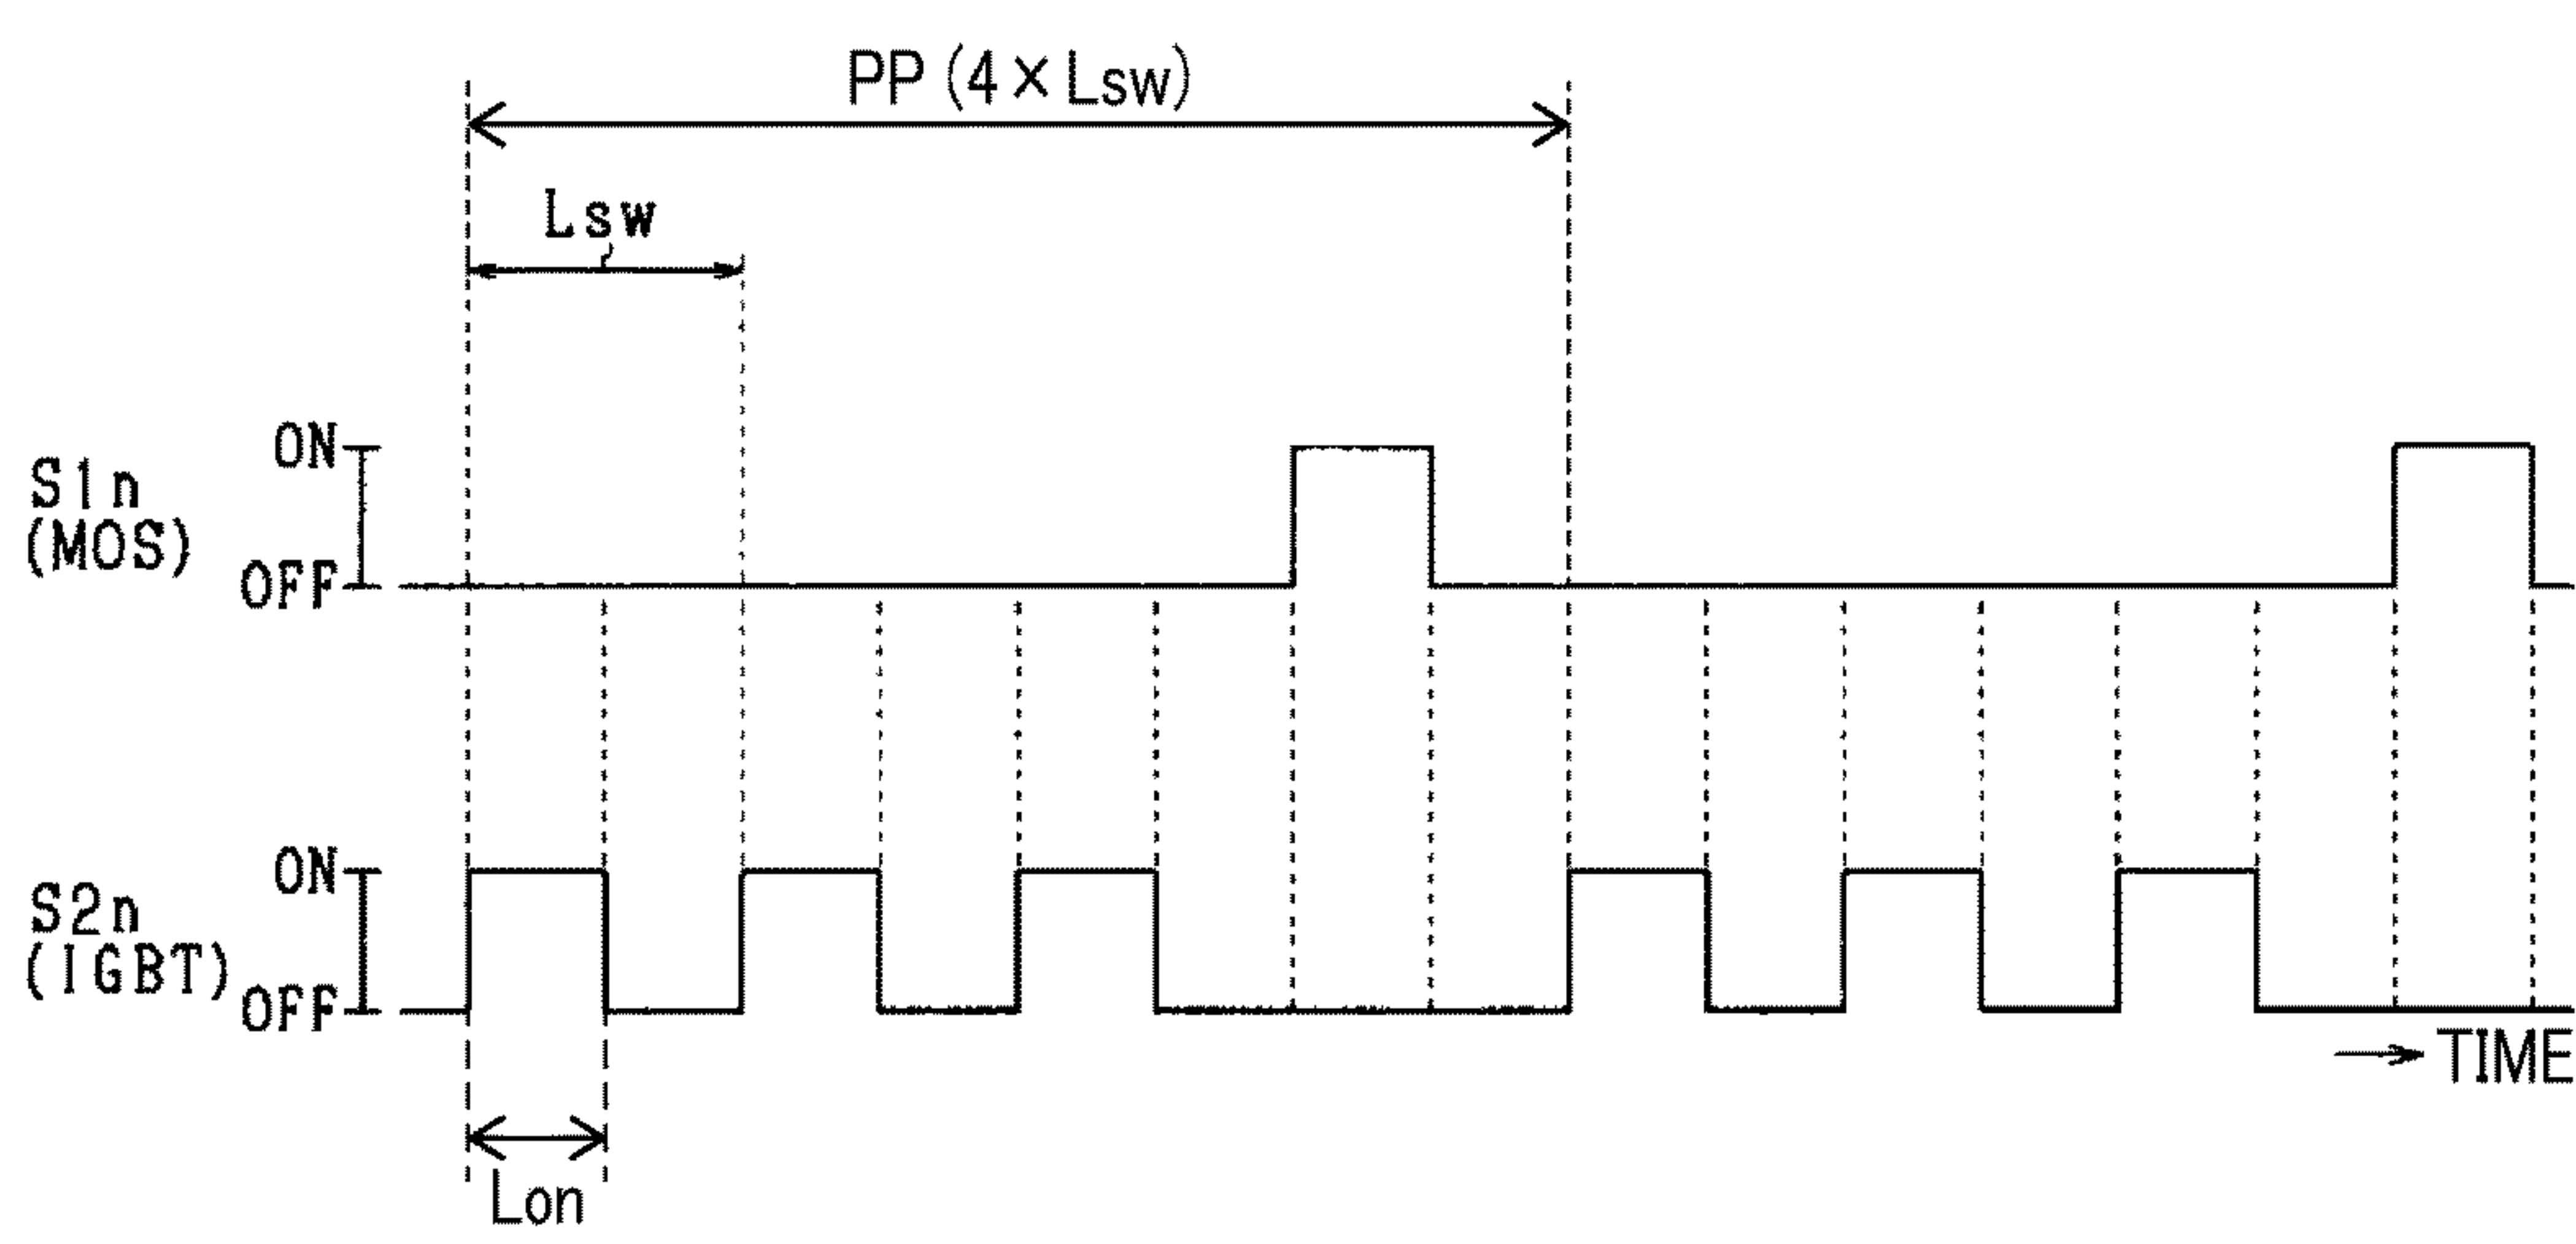 PP (4×Lsw)
Lsw
ON
S1n
(MOS)
OFF
ON
S2n
(IGBT)
OFF
TIME
Lon